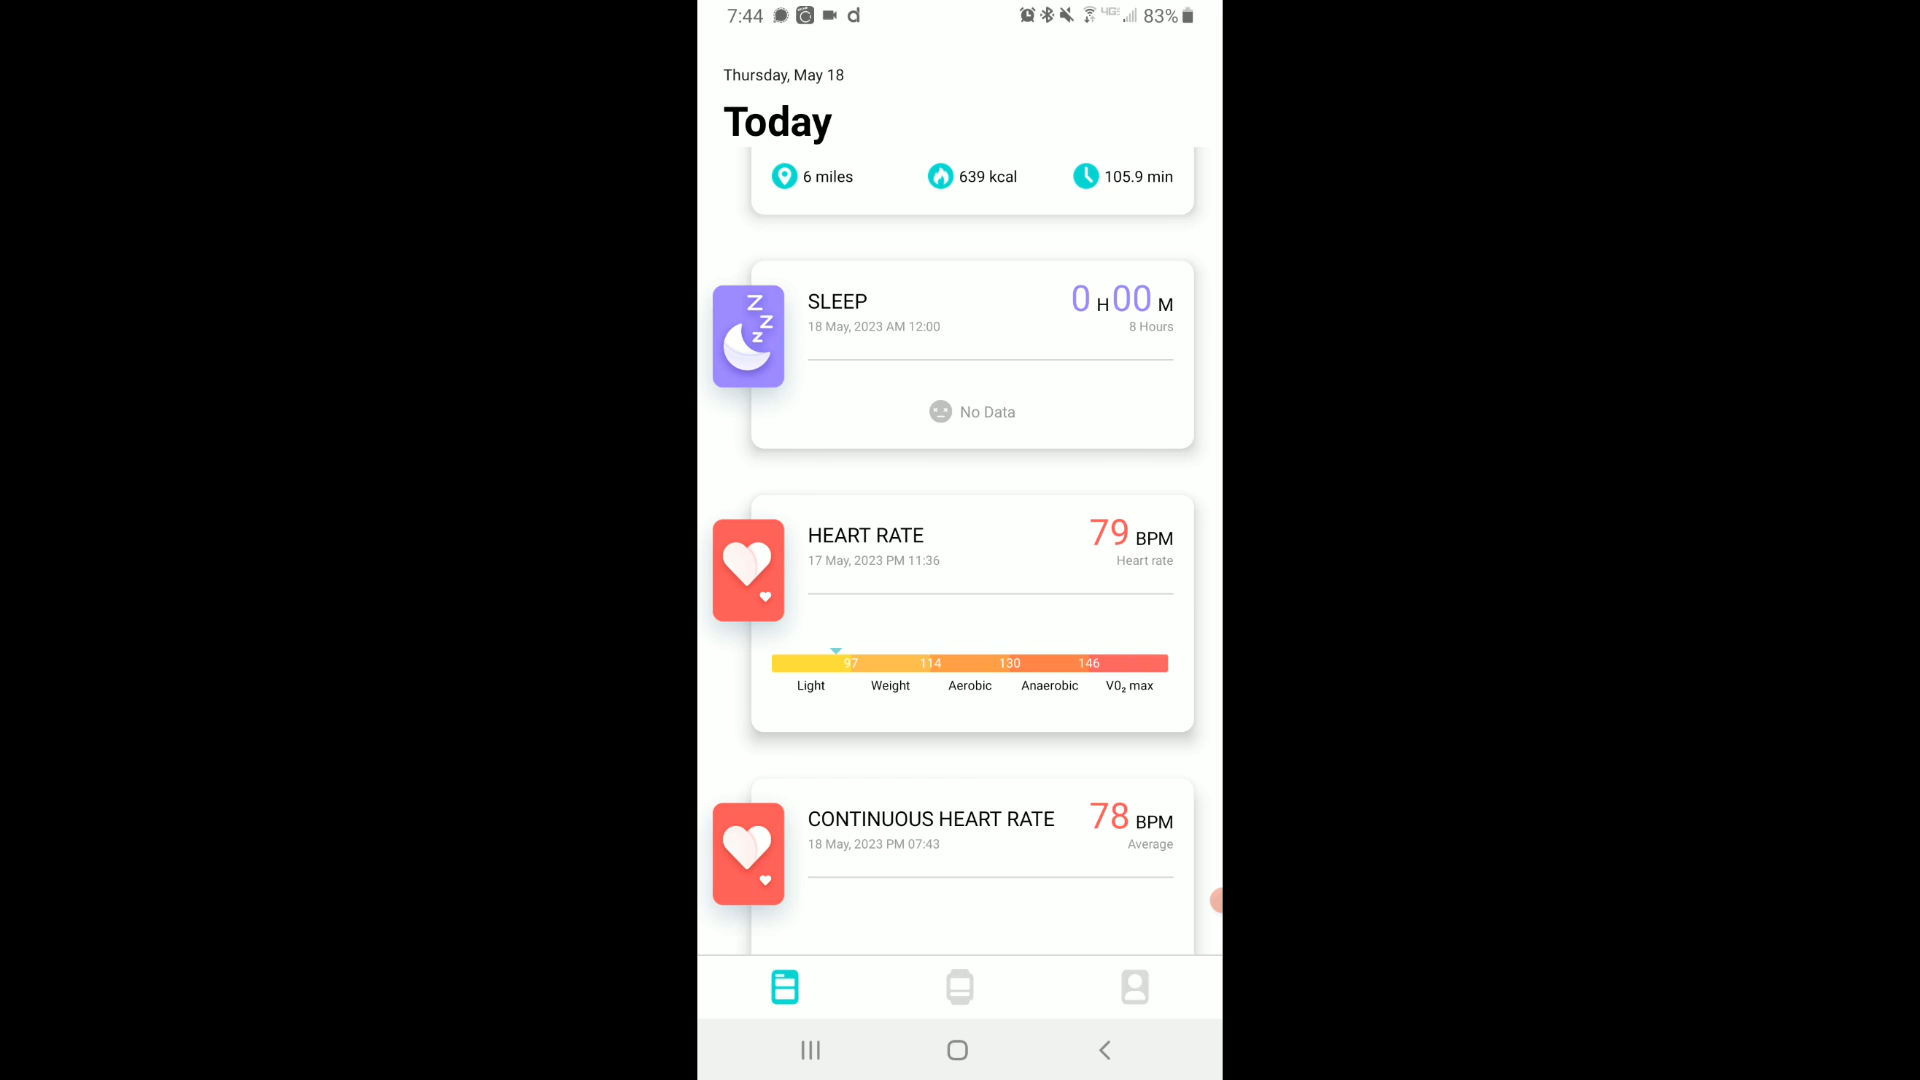 7:44 83%
Thursday, May 18
Today
6 miles 639 kcal 105.9 min
SLEEP 0 H 00 M
18 May, 2023 AM 12:00 8 Hours
No Data
HEART RATE 79 BPM
17 May, 2023 PM 11:36 Heart rate
97 114 130 146
Light Weight Aerobic Anaerobic V0₂ max
CONTINUOUS HEART RATE 78 BPM
18 May, 2023 PM 07:43 Average